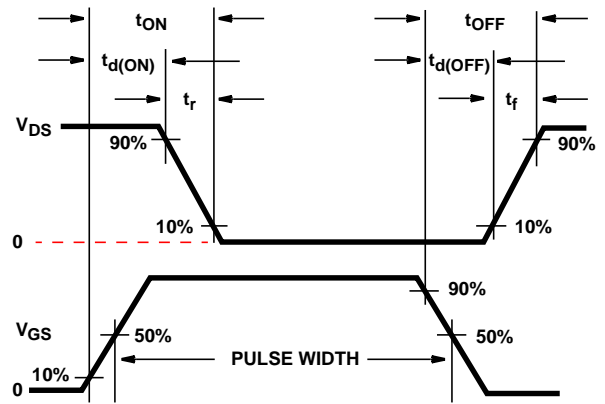 tON
tOFF
td(ON)
td(OFF)
tr
tf
VDS
90%
90%
10%
10%
0
90%
VGS
50%
50%
PULSE WIDTH
10%
0